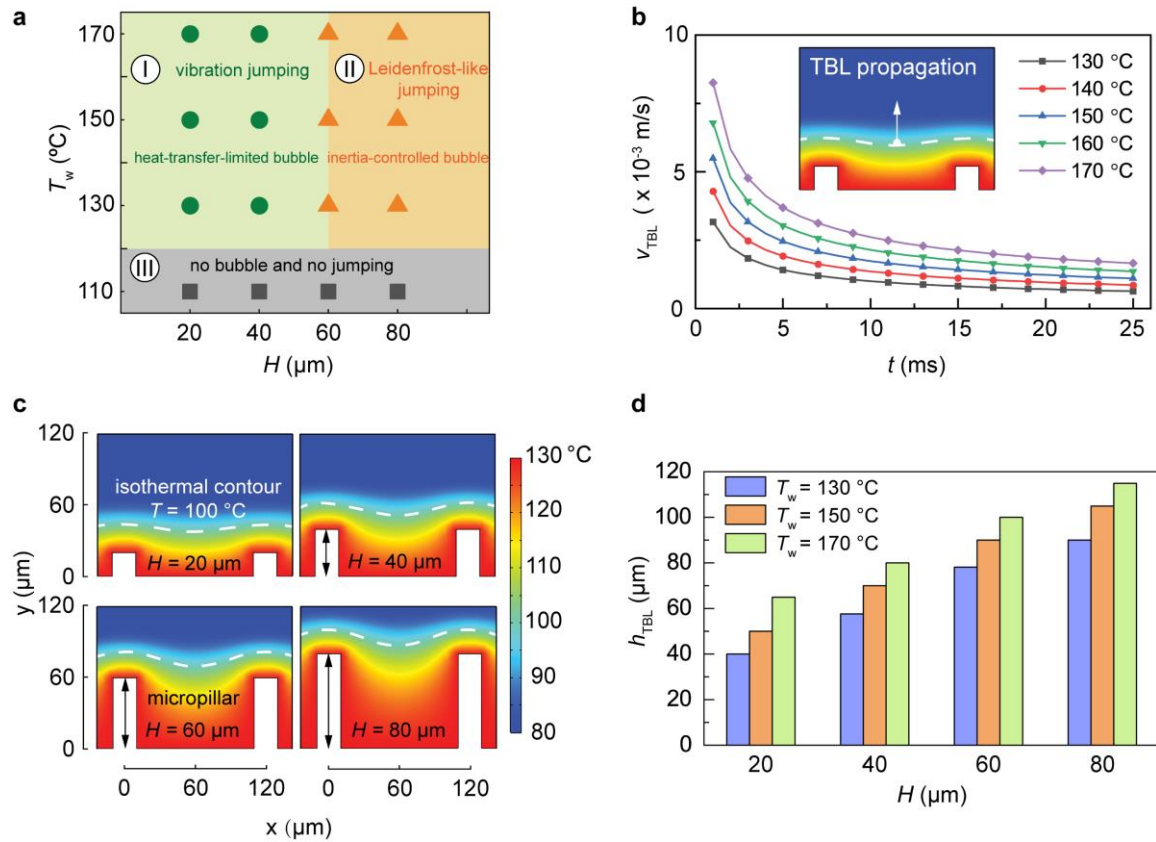 a
T_w (ºC)
170
150
130
110
I
vibration jumping
II
Leidenfrost-like
jumping
heat-transfer-limited bubble
inertia-controlled bubble
III
no bubble and no jumping
20
40
60
80
H (µm)
b
v_TBL ( x 10⁻³ m/s)
10
5
0
TBL propagation
130 °C
140 °C
150 °C
160 °C
170 °C
0
5
10
15
20
25
t (ms)
c
y (µm)
120
60
0
isothermal contour
T = 100 °C
H = 20 µm
H = 40 µm
120
60
0
micropillar
H = 60 µm
H = 80 µm
0
60
120
0
60
120
x (µm)
130 °C
120
110
100
90
80
d
h_TBL (µm)
120
100
80
60
40
20
0
T_w = 130 °C
T_w = 150 °C
T_w = 170 °C
20
40
60
80
H (µm)